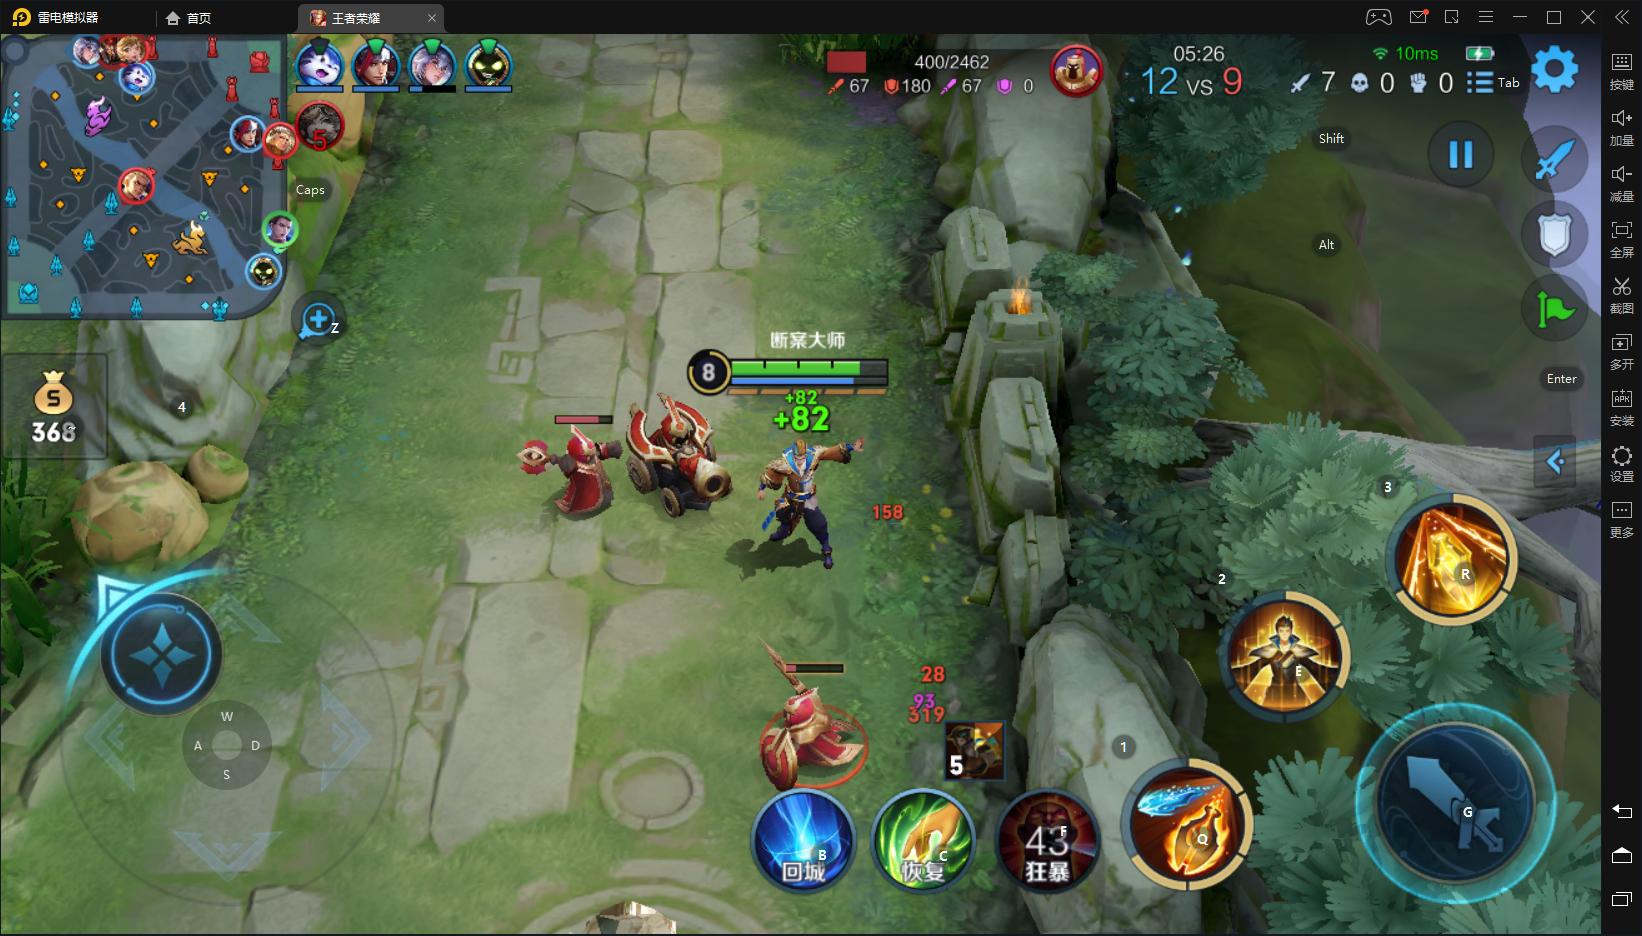 雷电模拟器
首页
王者荣耀
400/2462
67
180
67
0
05:26
12 VS 9
10ms
7
0
0
Tab
5
Caps
Shift
Alt
Enter
Z
368
4
断案大师
8
+82
+82
158
28
93
319
5
3
R
2
E
1
Q
G
W
A
D
S
B
回城
C
恢复
43
F
狂暴
按键
加量
减量
全屏
截图
多开
APK
安装
设置
更多